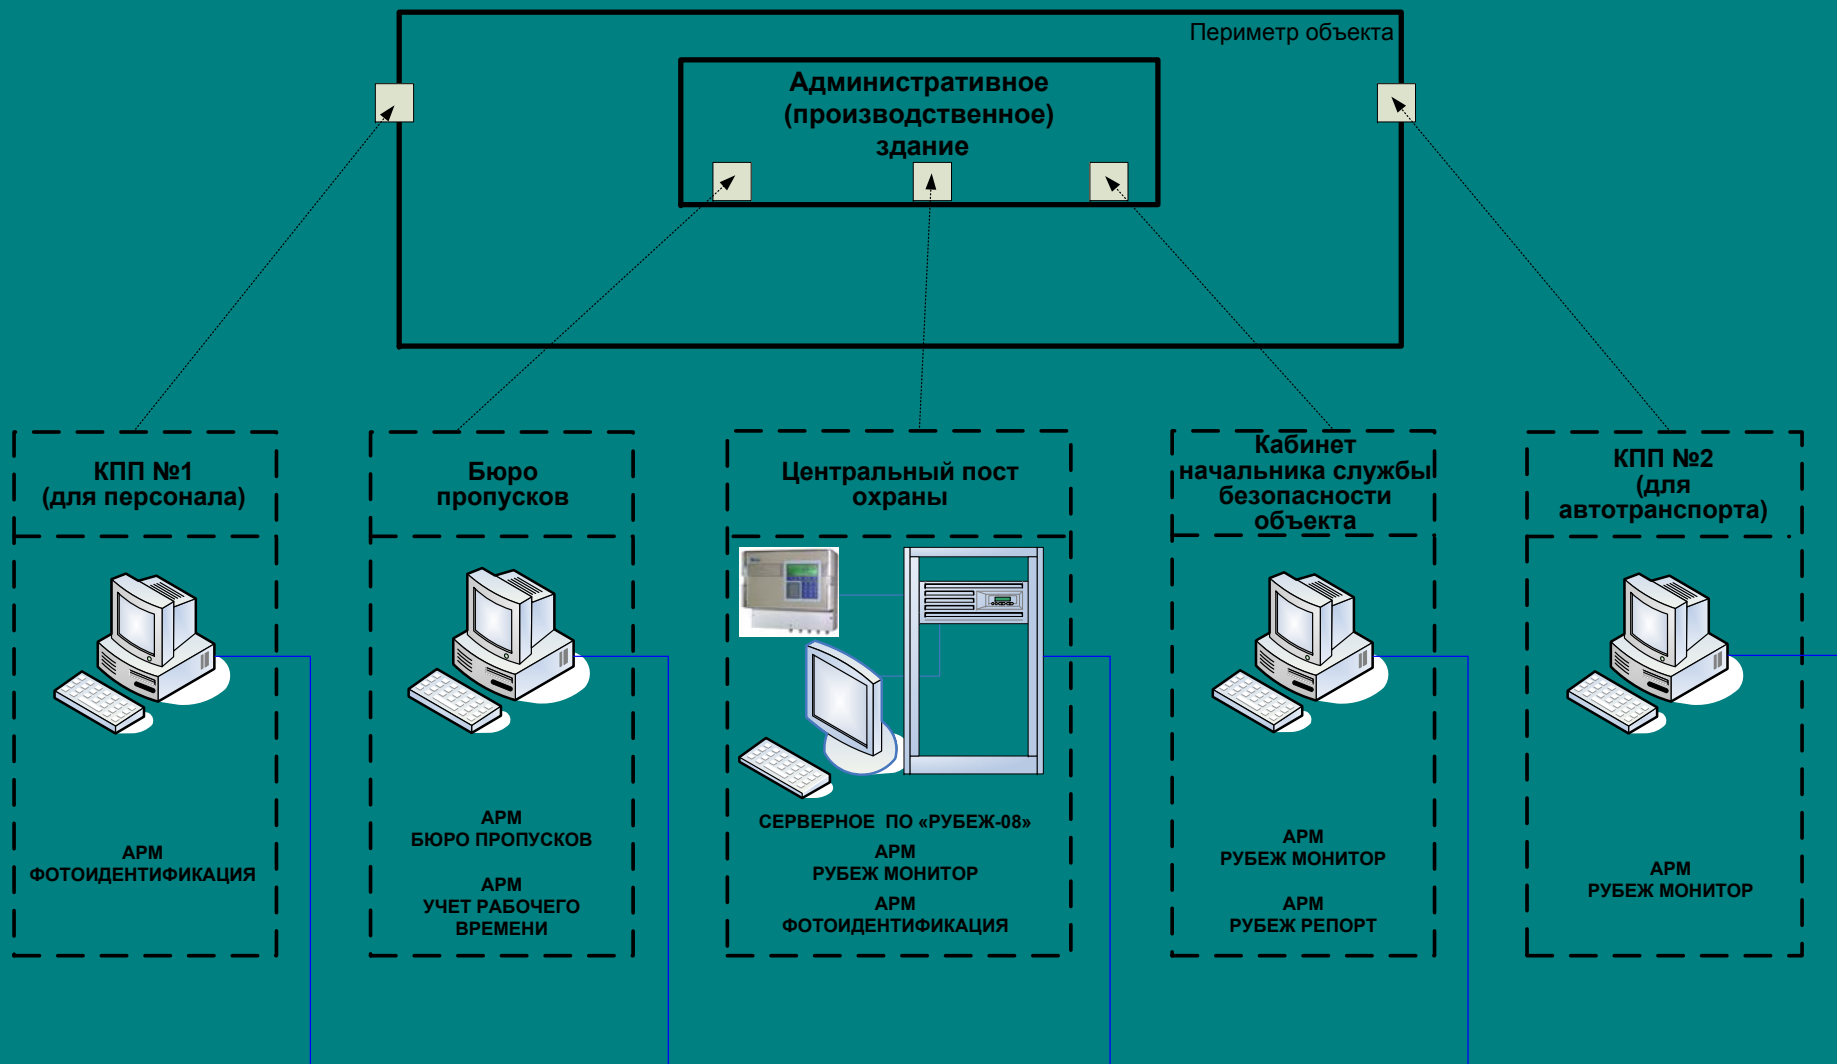 Периметр объекта
Административное
(производственное)
здание
КПП №1
(для персонала)
Бюро
пропусков
Центральный пост
охраны
Кабинет
начальника службы
безопасности
объекта
КПП №2
(для
автотранспорта)
АРМ
ФОТОИДЕНТИФИКАЦИЯ
АРМ
БЮРО ПРОПУСКОВ
АРМ
УЧЕТ РАБОЧЕГО
ВРЕМЕНИ
СЕРВЕРНОЕ ПО «РУБЕЖ-08»
АРМ
РУБЕЖ МОНИТОР
АРМ
ФОТОИДЕНТИФИКАЦИЯ
АРМ
РУБЕЖ МОНИТОР
АРМ
РУБЕЖ РЕПОРТ
АРМ
РУБЕЖ МОНИТОР